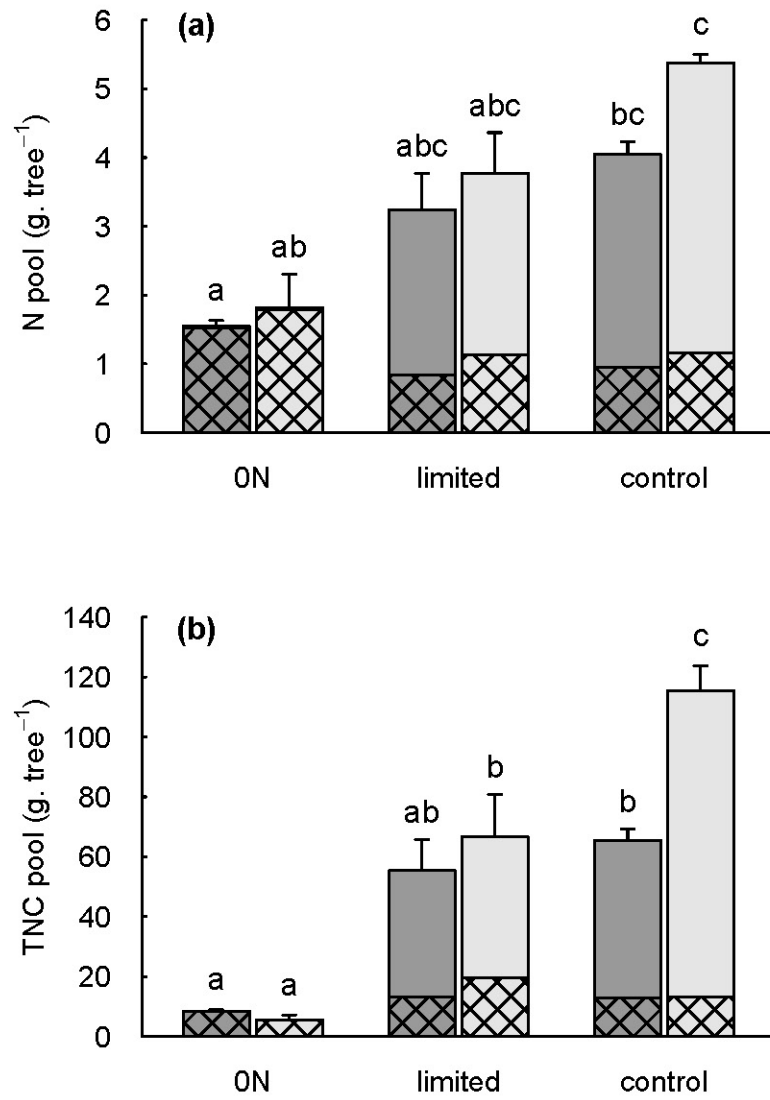 (a)
N pool (g. tree⁻¹)
6
5
4
3
2
1
0
a
ab
abc
abc
bc
c
0N
limited
control
(b)
TNC pool (g. tree⁻¹)
140
120
100
80
60
40
20
0
a
a
ab
b
b
c
0N
limited
control